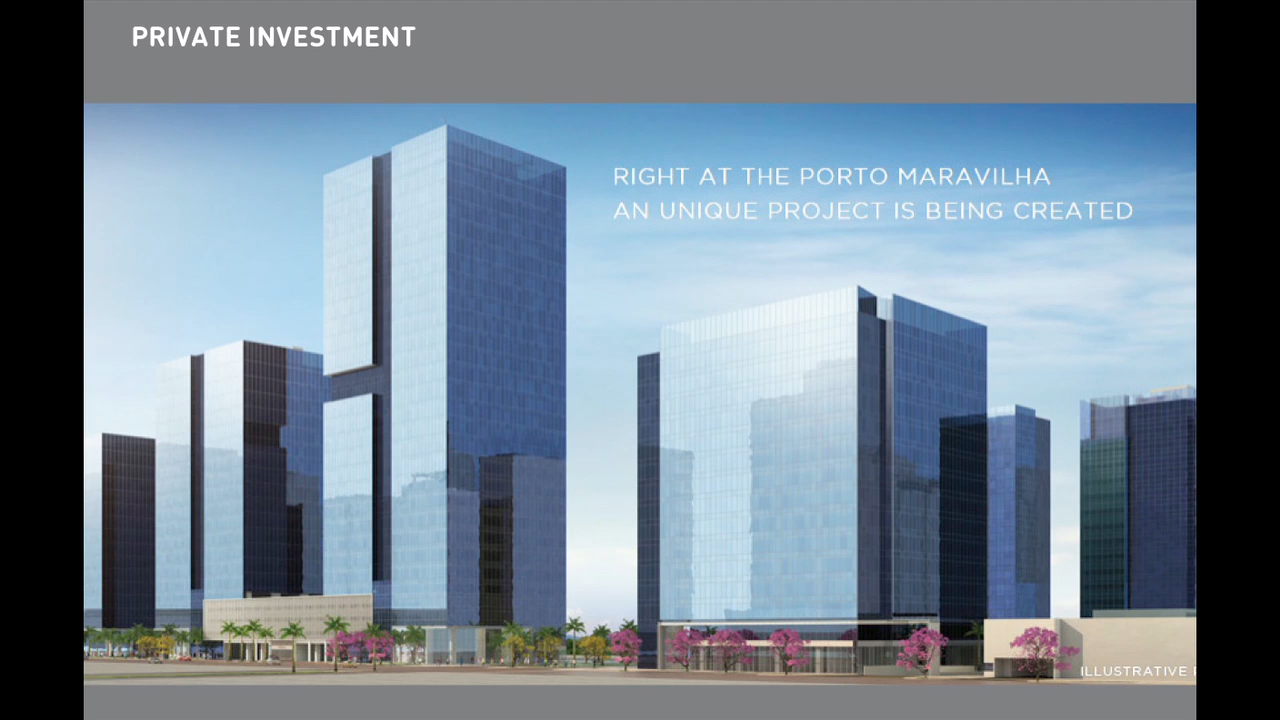 PRIVATE INVESTMENT
RIGHT AT THE PORTO MARAVILHA
AN UNIQUE PROJECT IS BEING CREATED
ILLUSTRATIVE